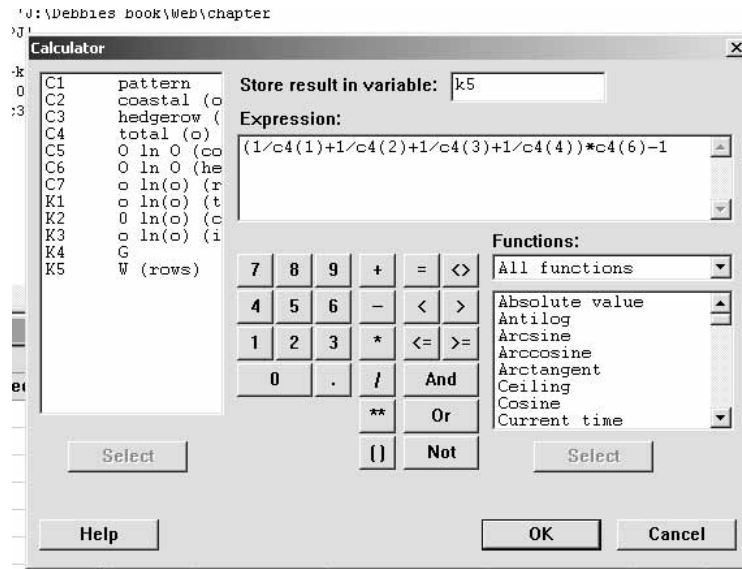 'J:\Debbies book\Web\chapter
Calculator
C1 pattern
C2 coastal (o
C3 hedgerow (
C4 total (o)
C5 O ln O (co
C6 O ln O (he
C7 o ln(o) (r
K1 o ln(o) (t
K2 0 ln(o) (c
K3 o ln(o) (i
K4 G
K5 W (rows)
Store result in variable: k5
Expression:
(1/c4(1)+1/c4(2)+1/c4(3)+1/c4(4))*c4(6)-1
7 8 9 + = <>
4 5 6 - < >
1 2 3 * <= >=
0 . / And
** Or
() Not
Functions:
All functions
Absolute value
Antilog
Arcsine
Arccosine
Arctangent
Ceiling
Cosine
Current time
Select
Select
Help
OK
Cancel